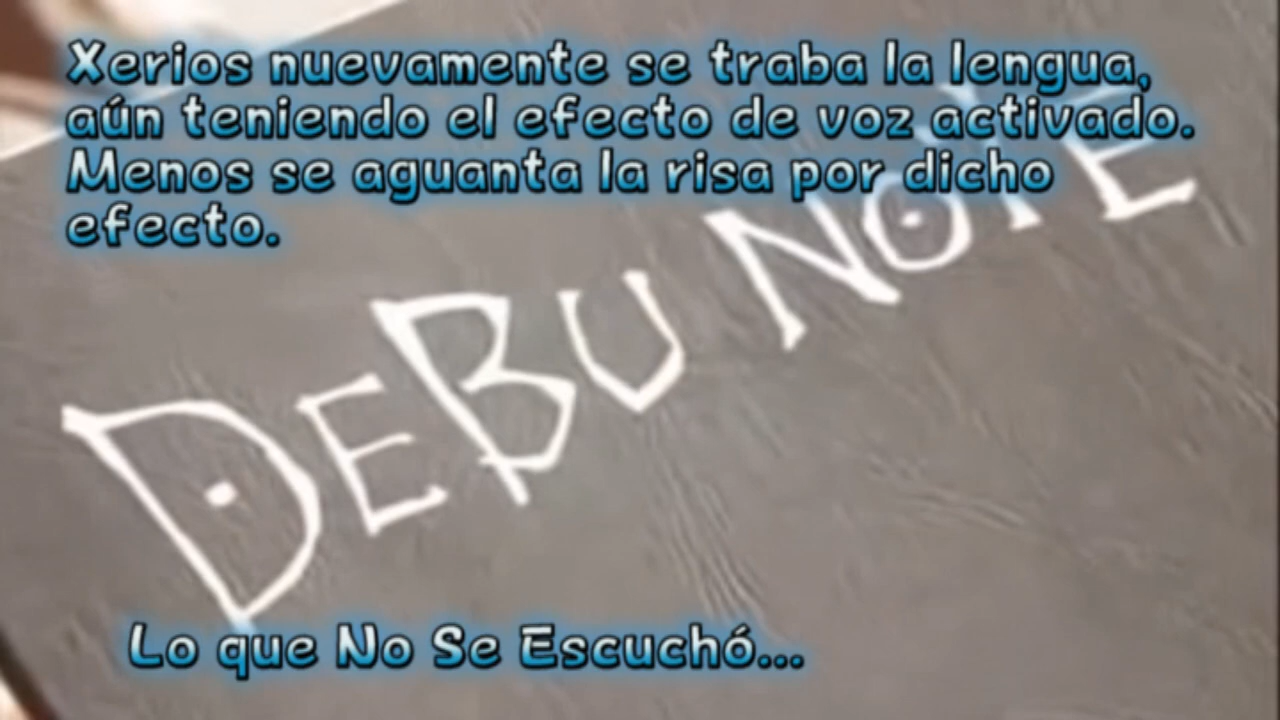 Xerios nuevamente se traba la lengua,
aún teniendo el efecto de voz activado.
Menos se aguanta la risa por dicho
efecto.
DEBU NOTE
Lo que No Se Escuchó...